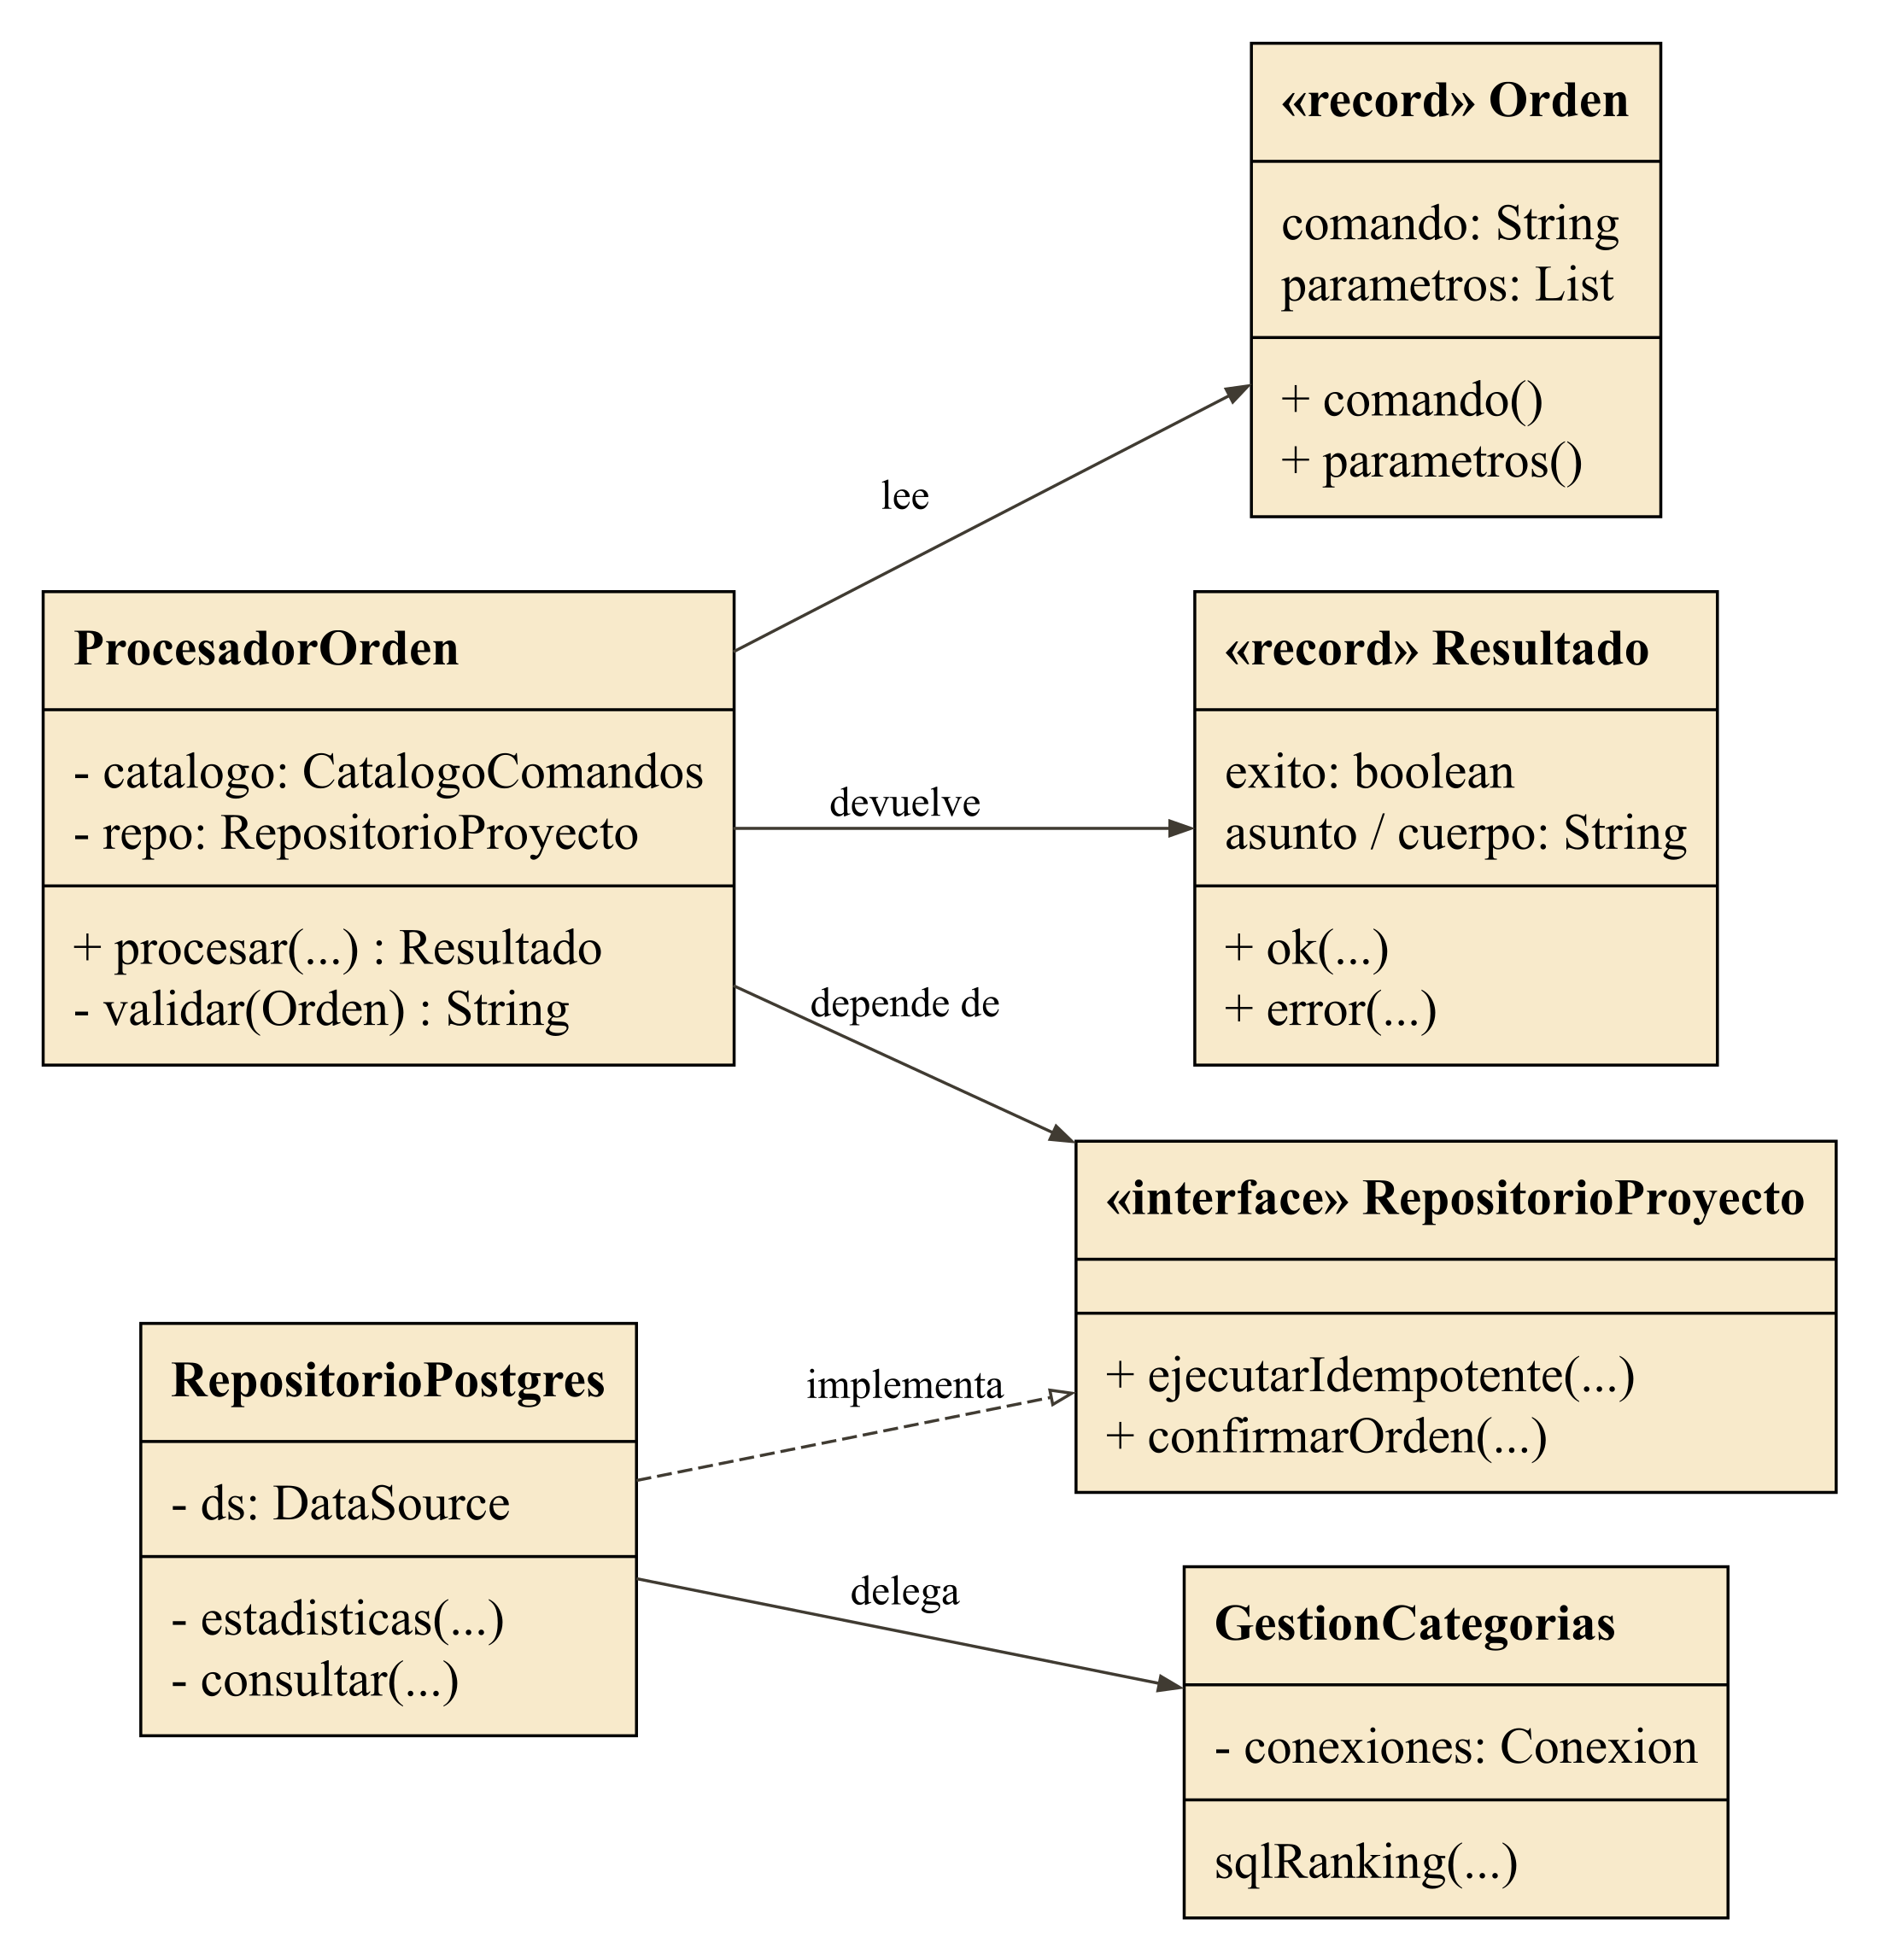 «record» Orden
comando: String
parametros: List
+ comando()
+ parametros()
lee
ProcesadorOrden
- catalogo: CatalogoComandos
- repo: RepositorioProyecto
+ procesar(...) : Resultado
- validar(Orden) : String
devuelve
«record» Resultado
exito: boolean
asunto / cuerpo: String
+ ok(...)
+ error(...)
depende de
«interface» RepositorioProyecto
+ ejecutarIdempotente(...)
+ confirmarOrden(...)
RepositorioPostgres
- ds: DataSource
- estadisticas(...)
- consultar(...)
implementa
delega
GestionCategorias
- conexiones: Conexion
sqlRanking(...)